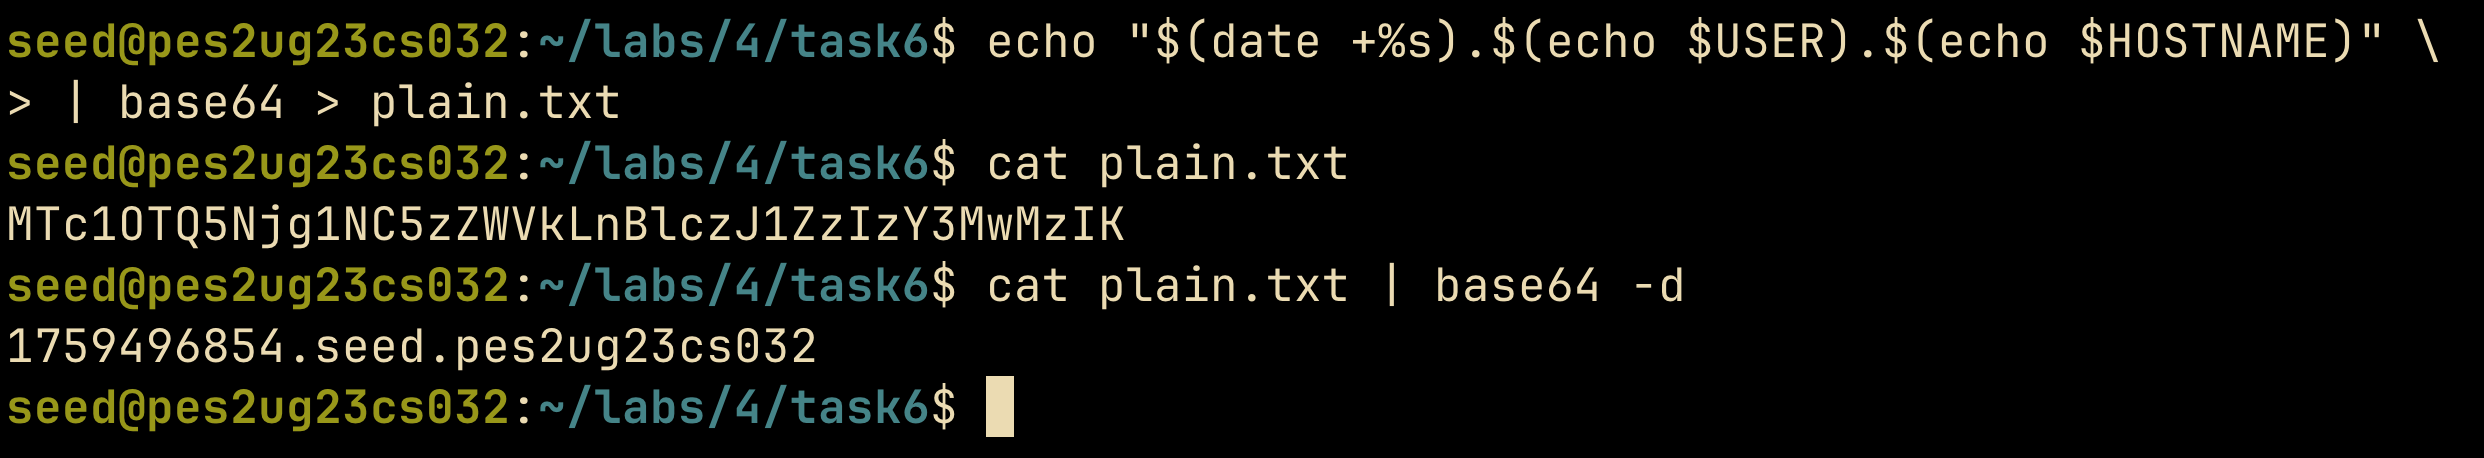 seed@pes2ug23cs032:~/labs/4/task6$ echo "$(date +%s).$(echo $USER).$(echo $HOSTNAME)" \
> | base64 > plain.txt
seed@pes2ug23cs032:~/labs/4/task6$ cat plain.txt
MTc1OTQ5Njg1NC5zZWVkLnBlczJ1ZzIzY3MwMzIK
seed@pes2ug23cs032:~/labs/4/task6$ cat plain.txt | base64 -d
1759496854.seed.pes2ug23cs032
seed@pes2ug23cs032:~/labs/4/task6$